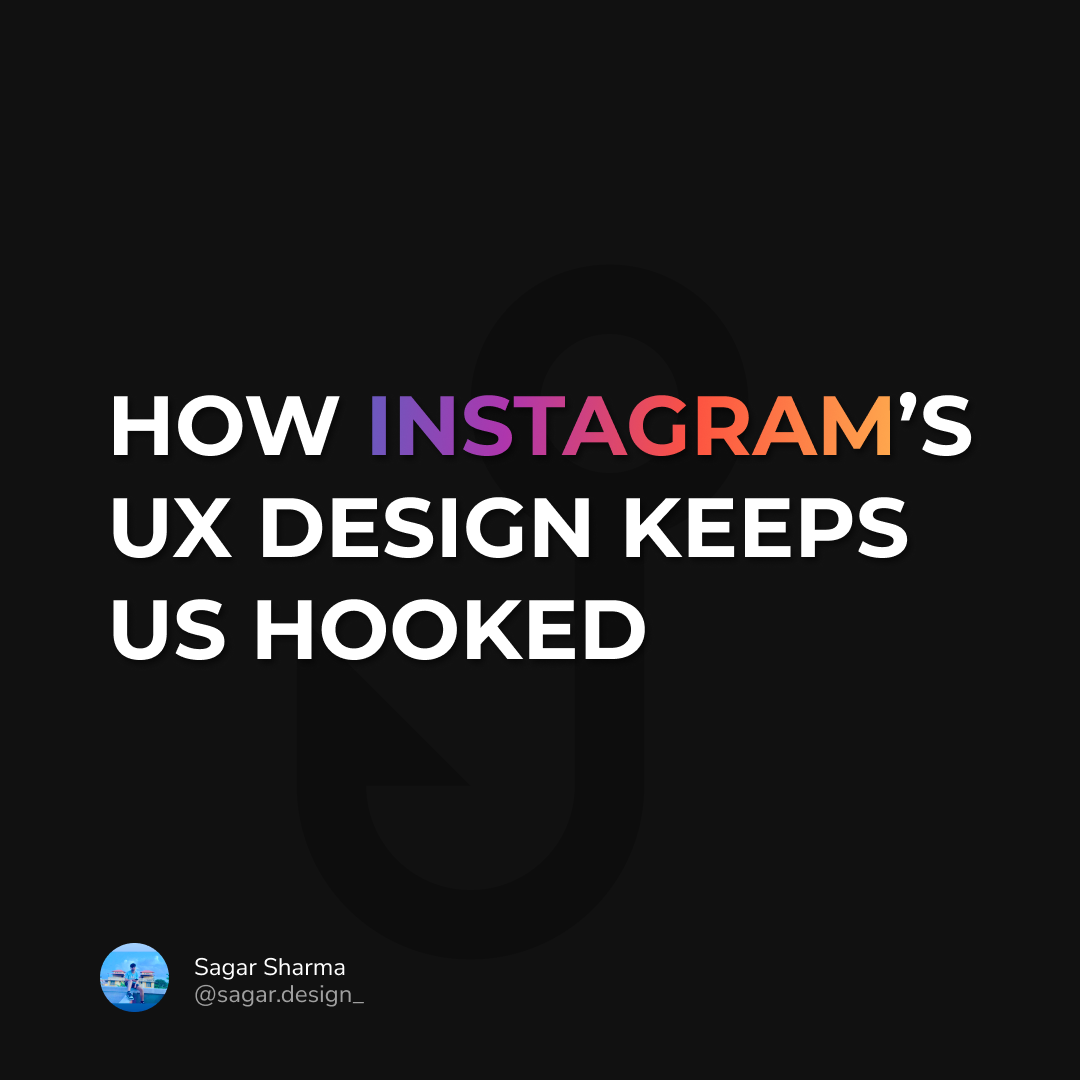 HOW INSTAGRAM’S
UX DESIGN KEEPS
US HOOKED
Sagar Sharma
@sagar.design_